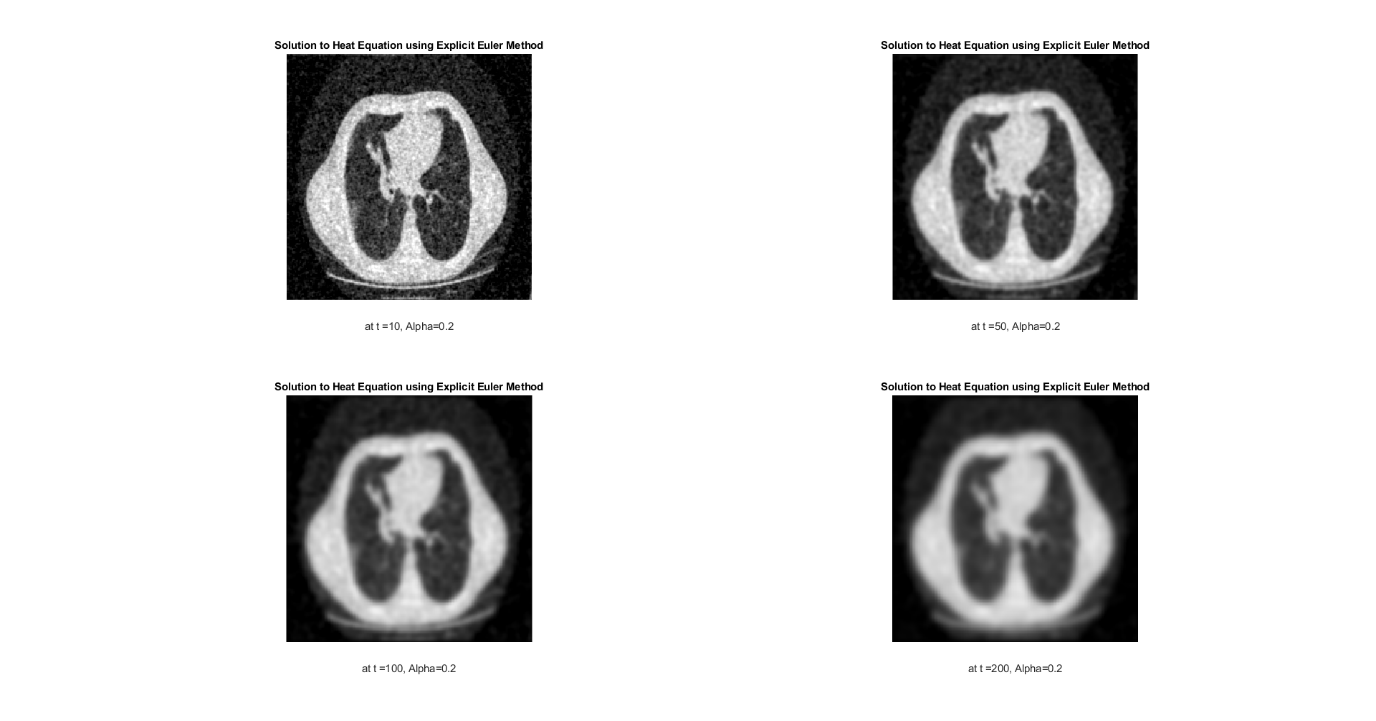 Solution to Heat Equation using Explicit Euler Method
Solution to Heat Equation using Explicit Euler Method
at t =10, Alpha=0.2
at t =50, Alpha=0.2
Solution to Heat Equation using Explicit Euler Method
Solution to Heat Equation using Explicit Euler Method
at t =100, Alpha=0.2
at t =200, Alpha=0.2